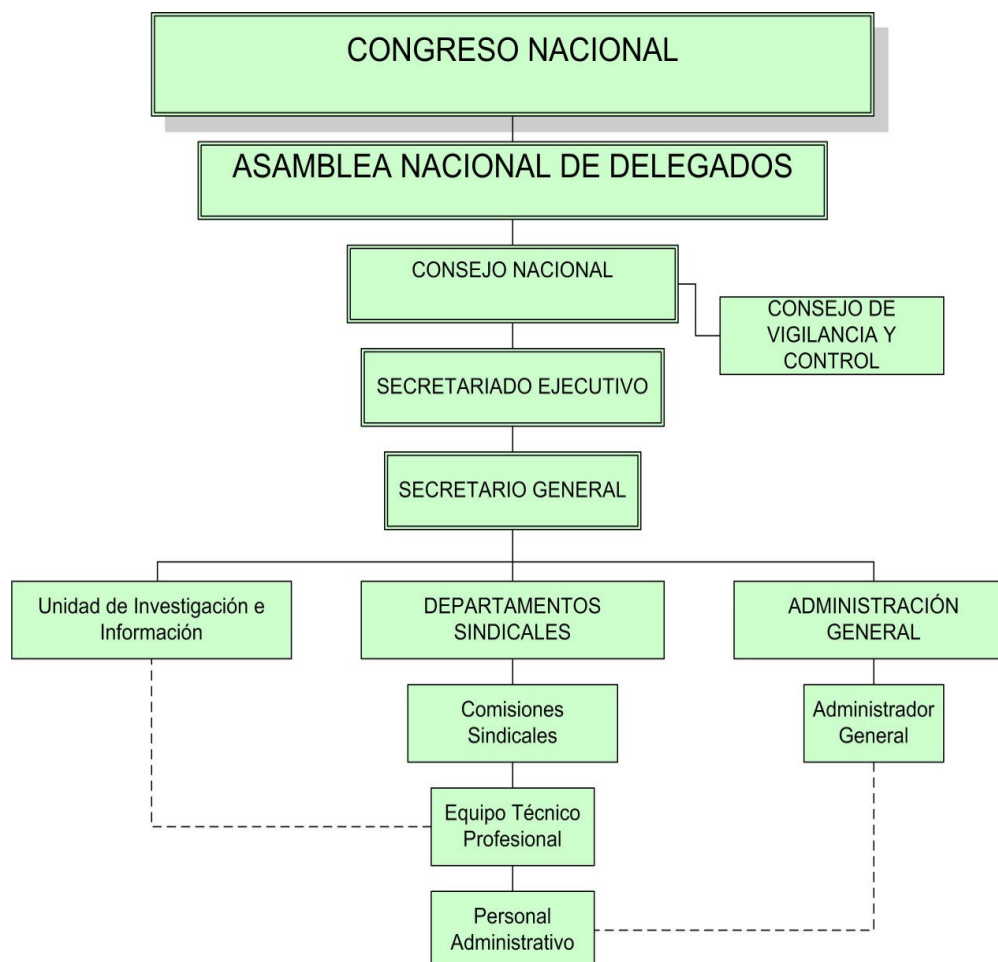 CONGRESO NACIONAL
ASAMBLEA NACIONAL DE DELEGADOS
CONSEJO NACIONAL
CONSEJO DE
VIGILANCIA Y
CONTROL
SECRETARIADO EJECUTIVO
SECRETARIO GENERAL
Unidad de Investigación e
Información
DEPARTAMENTOS
SINDICALES
ADMINISTRACIÓN
GENERAL
Comisiones
Sindicales
Administrador
General
Equipo Técnico
Profesional
Personal
Administrativo